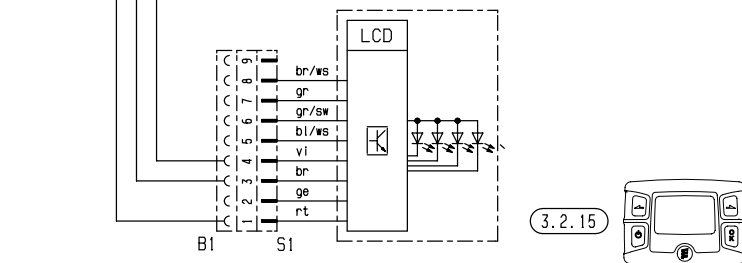 LCD
9
8 br/ws
7 gr
6 gr/sw
5 bl/ws
4 vi
3 br
2 ge
1 rt
B1 S1
3.2.15
OK